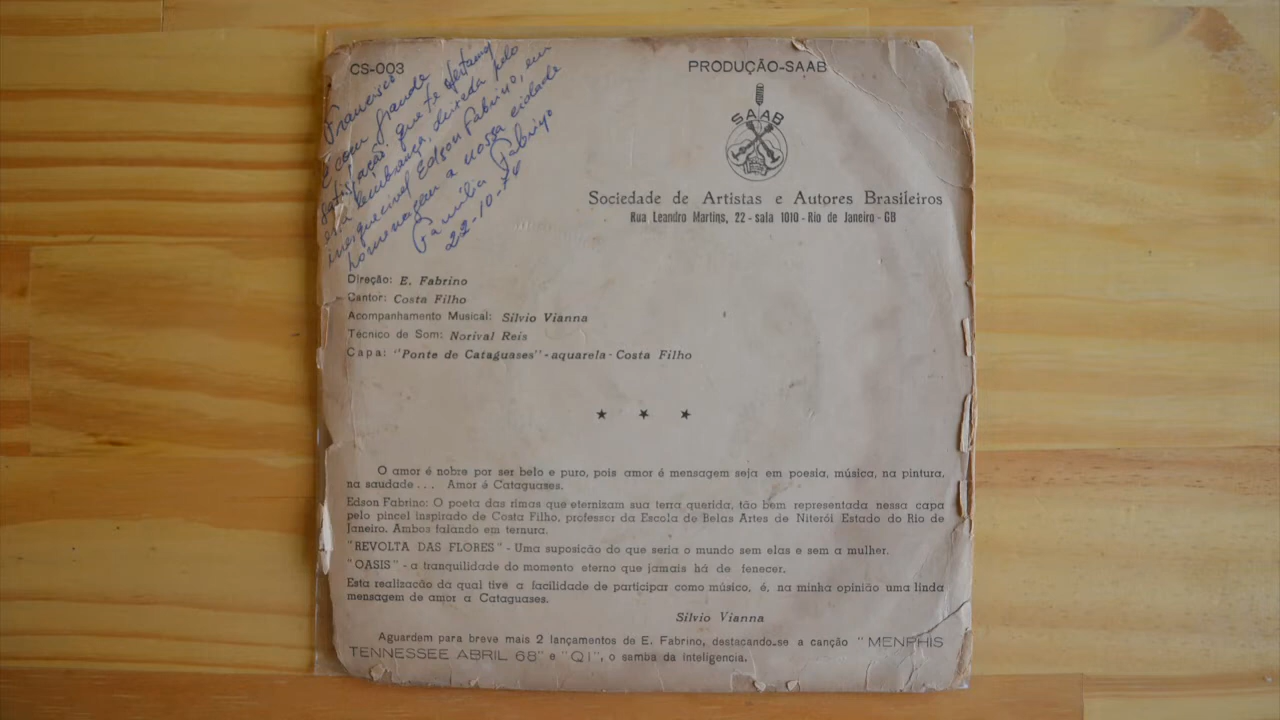 CS-003
Francisco
É com grande
satisfação, que te ofertamos
esta lembrança, deixada pelo
inesquecível Edson Fabrino, em
homenagem a nossa cidade
Família Fabrino
22-10-74
PRODUÇÃO-SAAB
SAAB
Sociedade de Artistas e Autores Brasileiros
Rua Leandro Martins, 22 - sala 1010 - Rio de Janeiro - GB
Direção: E. Fabrino
Cantor: Costa Filho
Acompanhamento Musical: Silvio Vianna
Técnico de Som: Norival Reis
Capa: "Ponte de Cataguases" - aquarela - Costa Filho
O amor é nobre por ser belo e puro, pois amor é mensagem seja em poesia, música, na pintura,
na saudade... Amor é Cataguases.
Edson Fabrino: O poeta das rimas que eternizam sua terra querida, tão bem representada nessa capa
pelo pincel inspirado de Costa Filho, professor da Escola de Belas Artes de Niterói Estado do Rio de
Janeiro. Ambos falando em ternura.
"REVOLTA DAS FLORES" - Uma suposição do que seria o mundo sem elas e sem a mulher.
"OASIS" - a tranquilidade do momento eterno que jamais há de fenecer.
Esta realização da qual tive a facilidade de participar como músico, é, na minha opinião uma linda
mensagem de amor a Cataguases.
Silvio Vianna
Aguardem para breve mais 2 lançamentos de E. Fabrino, destacando-se a canção "MENPHIS
TENNESSEE ABRIL 68" e "QI", o samba da inteligencia.